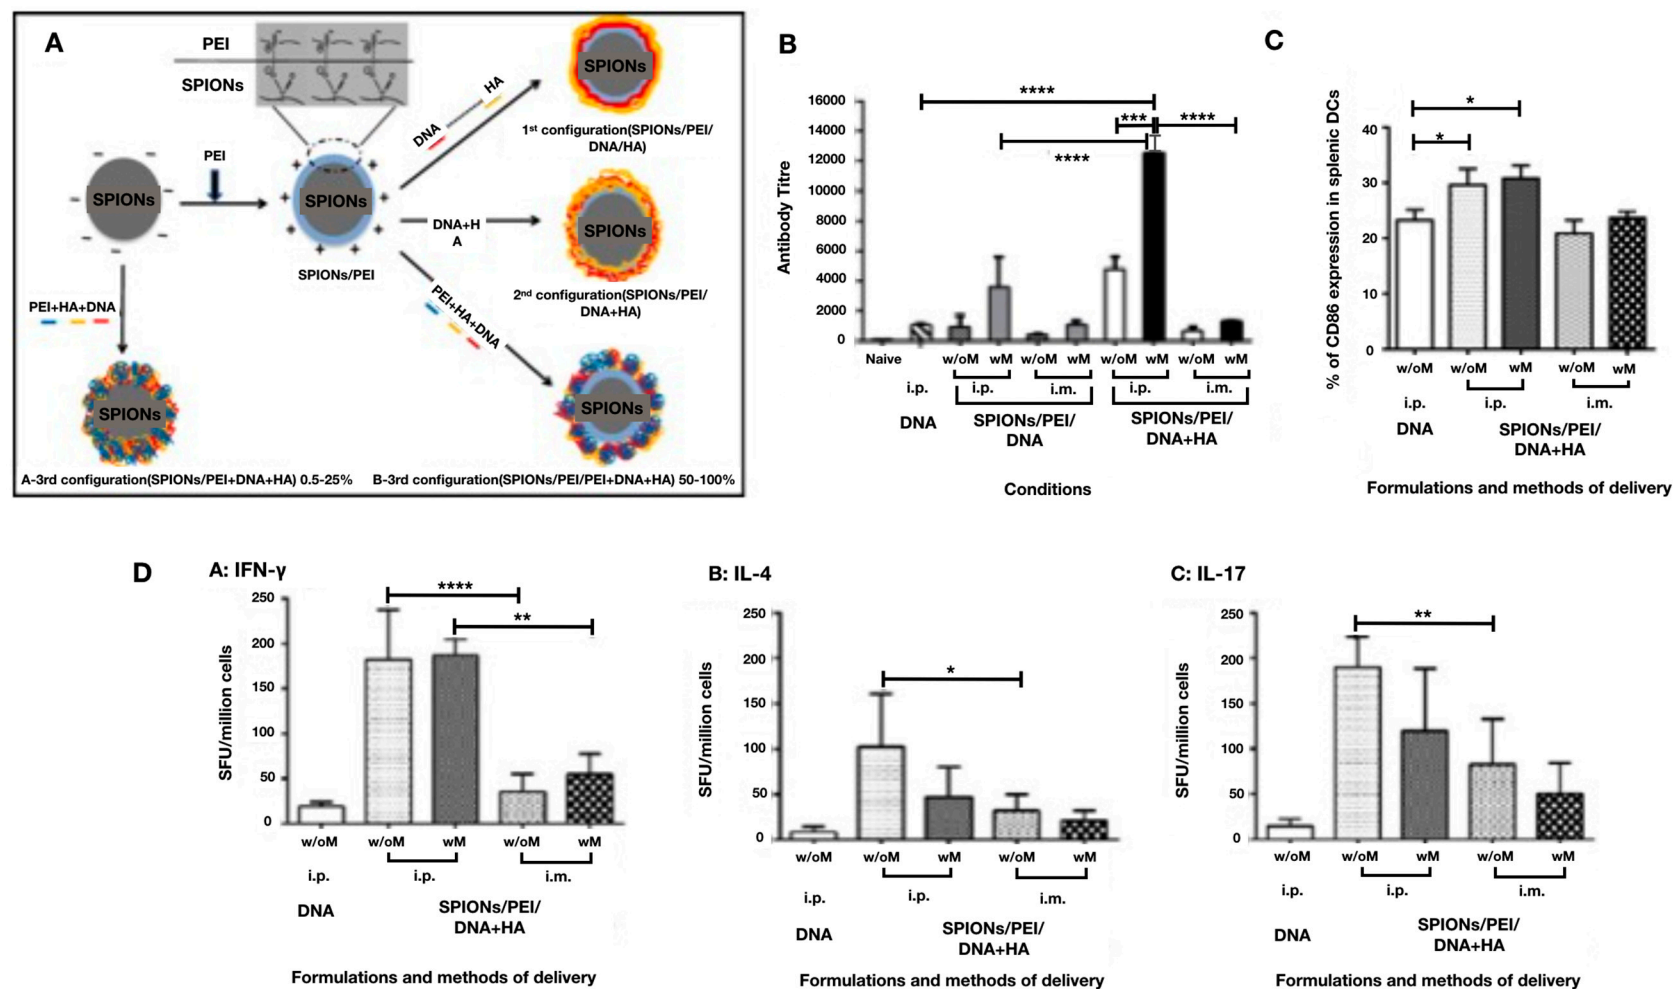 A
PEI
SPIONs
SPIONs
PEI
SPIONs
SPIONs/PEI
DNA
HA
SPIONs
1st configuration(SPIONs/PEI/
DNA/HA)
DNA+H
A
SPIONs
2nd configuration(SPIONs/PEI/
DNA+HA)
PEI+HA+DNA
SPIONs
PEI+HA+DNA
SPIONs
A-3rd configuration(SPIONs/PEI+DNA+HA) 0.5-25%
B-3rd configuration(SPIONs/PEI/PEI+DNA+HA) 50-100%
B
Antibody Titre
16000
14000
12000
10000
8000
6000
4000
2000
0
****
***
****
****
Naive
w/oM
wM
w/oM
wM
w/oM
wM
w/oM
wM
i.p.
i.p.
i.m.
i.p.
i.m.
DNA
SPIONs/PEI/
DNA
SPIONs/PEI/
DNA+HA
Conditions
C
% of CD86 expression in splenic DCs
40
30
20
10
0
*
*
w/oM
w/oM
wM
w/oM
wM
i.p.
i.p.
i.m.
DNA
SPIONs/PEI/
DNA+HA
Formulations and methods of delivery
D
A: IFN-γ
SFU/million cells
250
200
150
100
50
0
****
**
w/oM
w/oM
wM
w/oM
wM
i.p.
i.p.
i.m.
DNA
SPIONs/PEI/
DNA+HA
Formulations and methods of delivery
B: IL-4
SFU/million cells
250
200
150
100
50
0
*
w/oM
w/oM
wM
w/oM
wM
i.p.
i.p.
i.m.
DNA
SPIONs/PEI/
DNA+HA
Formulations and methods of delivery
C: IL-17
SFU/million cells
250
200
150
100
50
0
**
w/oM
w/oM
wM
w/oM
wM
i.p.
i.p.
i.m.
DNA
SPIONs/PEI/
DNA+HA
Formulations and methods of delivery